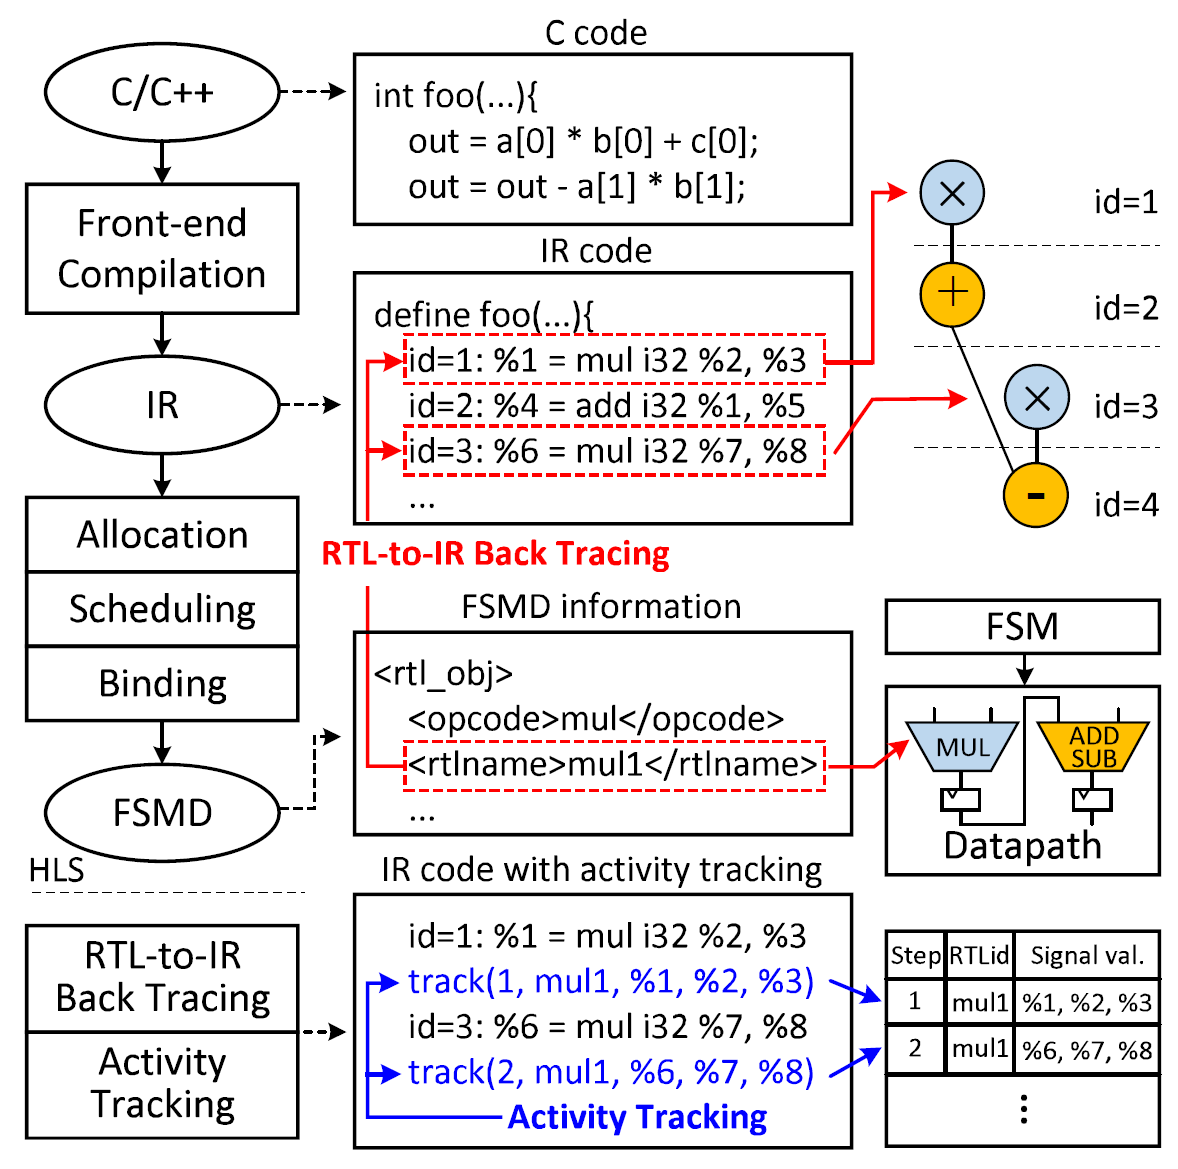 C code
C/C++
int foo(...){
out = a[0] * b[0] + c[0];
out = out - a[1] * b[1];
Front-end
Compilation
IR code
define foo(...){
id=1: %1 = mul i32 %2, %3
id=2: %4 = add i32 %1, %5
id=3: %6 = mul i32 %7, %8
...
IR
×
id=1
+
id=2
×
id=3
-
id=4
Allocation
Scheduling
Binding
RTL-to-IR Back Tracing
FSMD information
<rtl_obj>
<opcode>mul</opcode>
<rtlname>mul1</rtlname>
...
FSM
MUL
ADD
SUB
Datapath
FSMD
HLS
IR code with activity tracking
RTL-to-IR
Back Tracing
Activity
Tracking
id=1: %1 = mul i32 %2, %3
track(1, mul1, %1, %2, %3)
id=3: %6 = mul i32 %7, %8
track(2, mul1, %6, %7, %8)
Activity Tracking
Step RTLid Signal val.
1 mul1 %1, %2, %3
2 mul1 %6, %7, %8
⋮